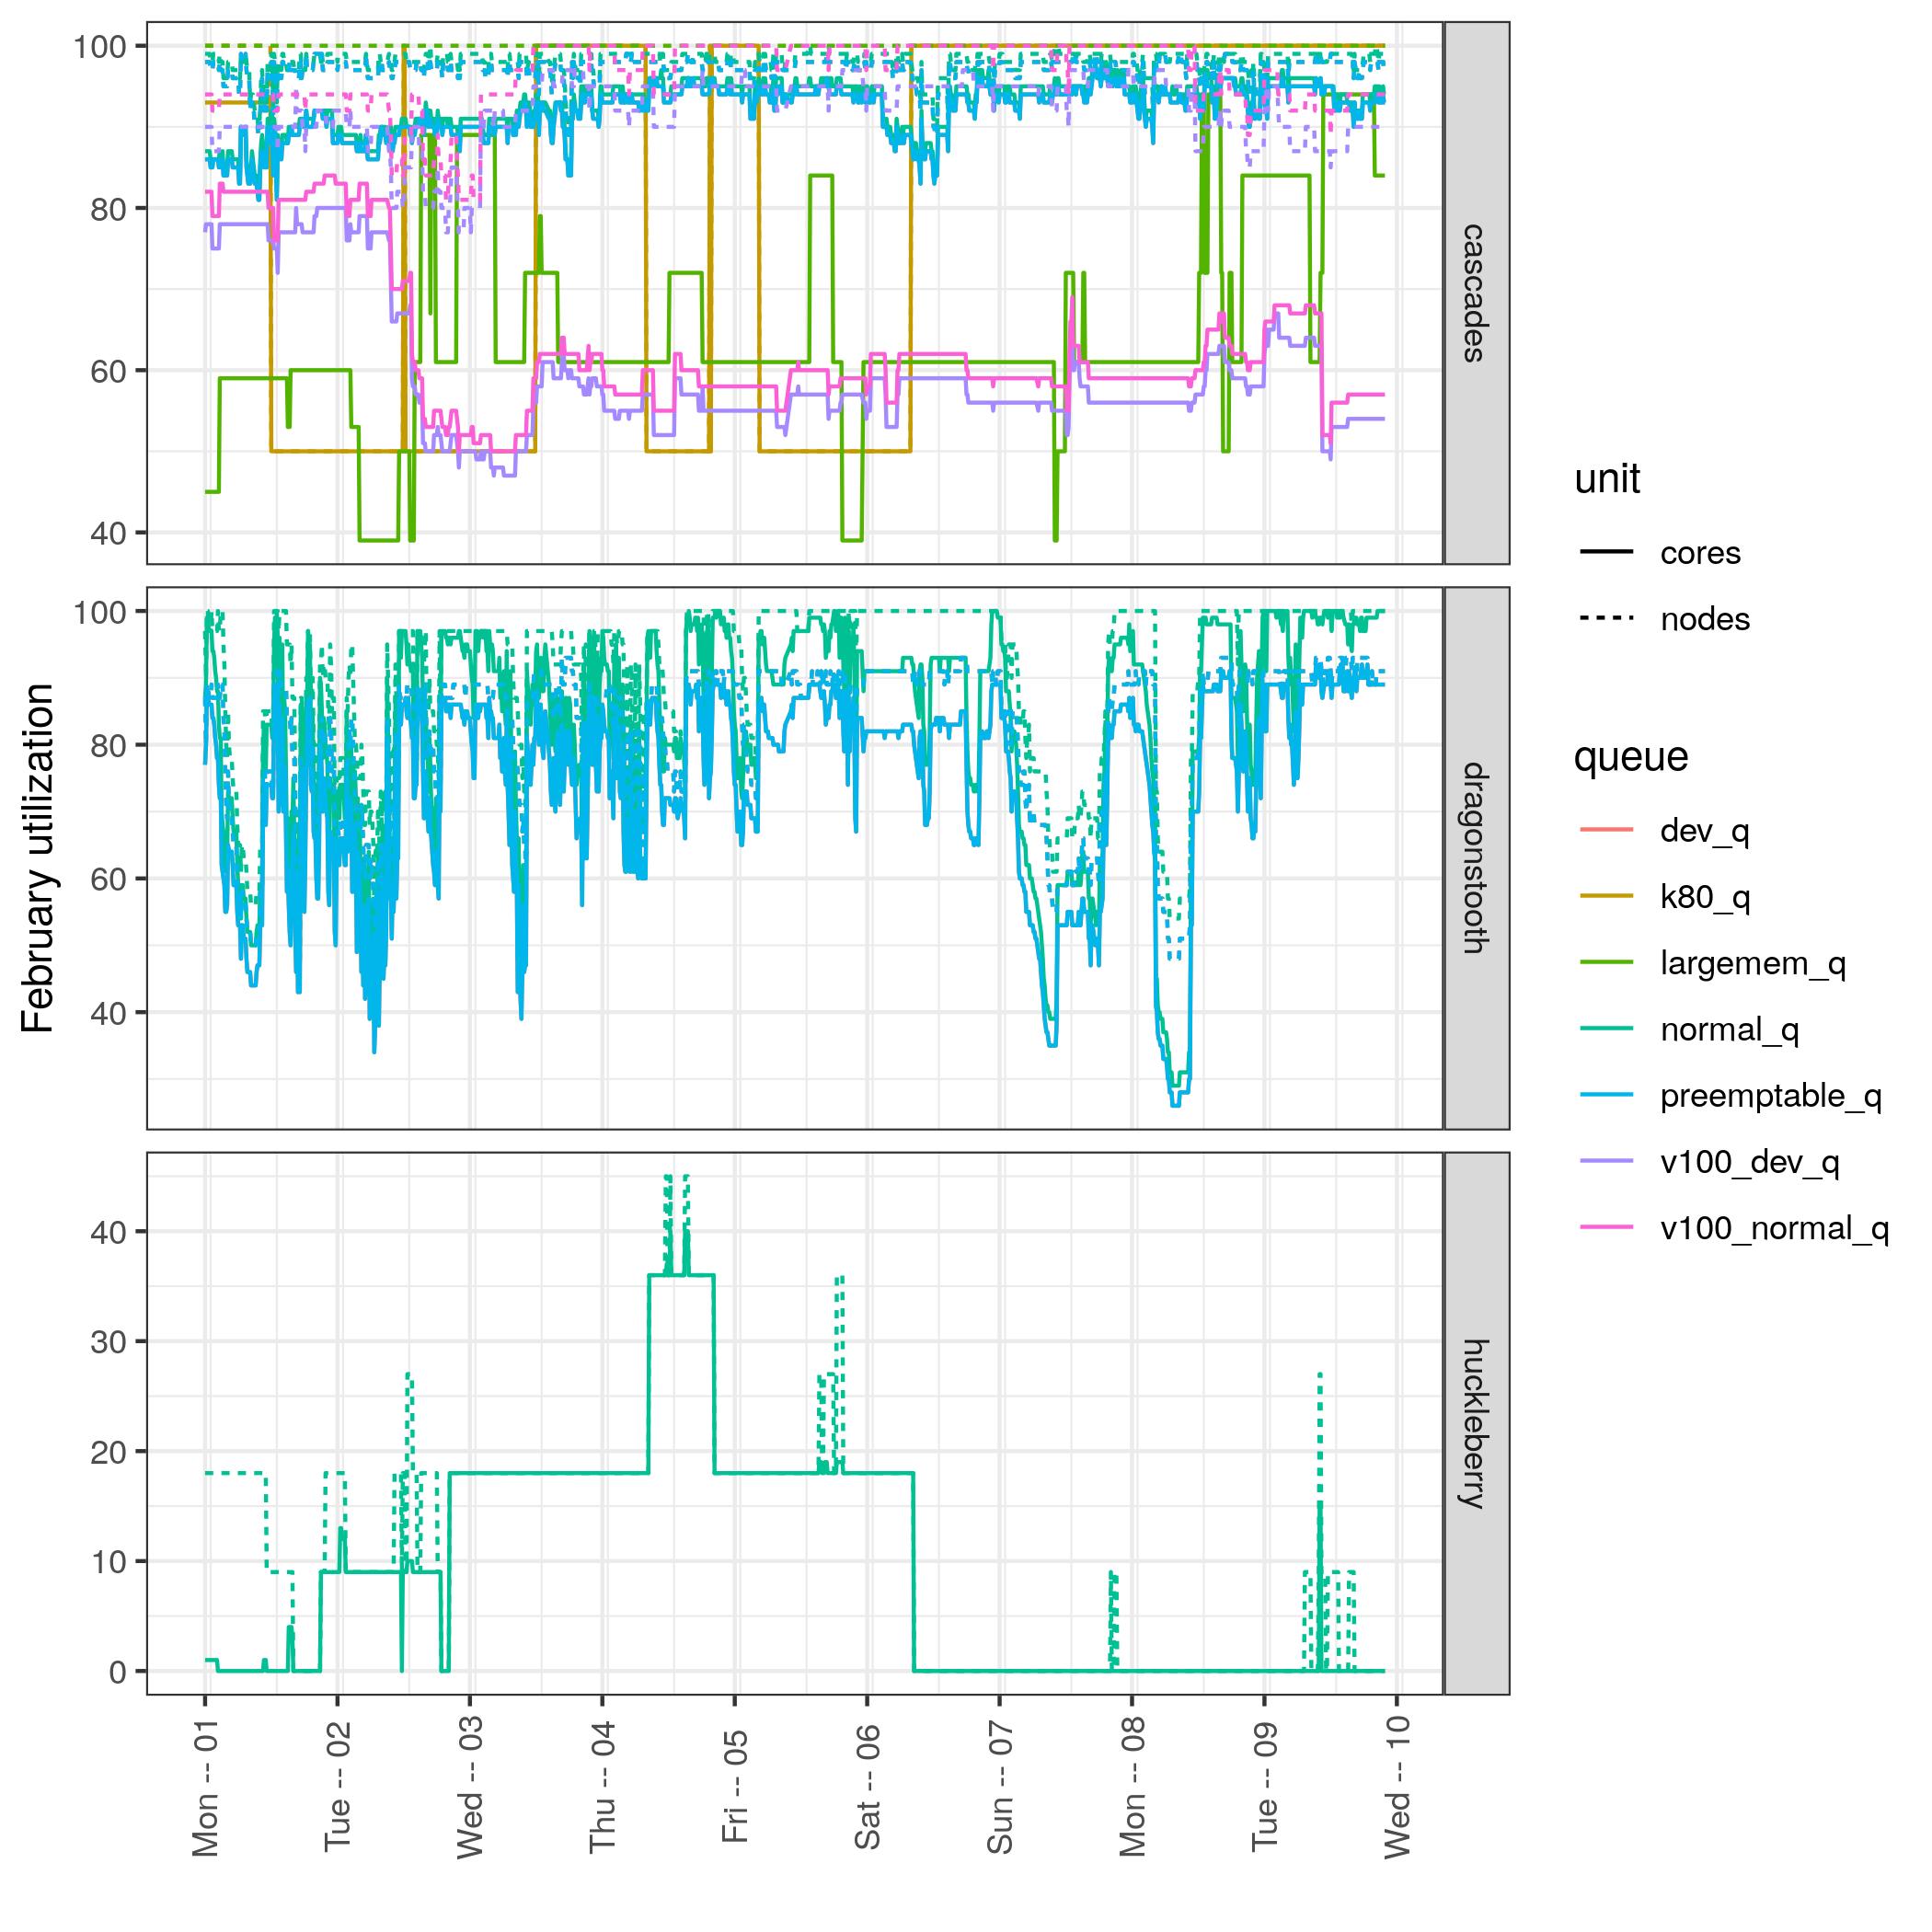 February utilization
100
80
60
40
cascades
100
80
60
40
dragonstooth
40
30
20
10
0
huckleberry
Mon -- 01
Tue -- 02
Wed -- 03
Thu -- 04
Fri -- 05
Sat -- 06
Sun -- 07
Mon -- 08
Tue -- 09
Wed -- 10
unit
cores
nodes
queue
dev_q
k80_q
largemem_q
normal_q
preemptable_q
v100_dev_q
v100_normal_q